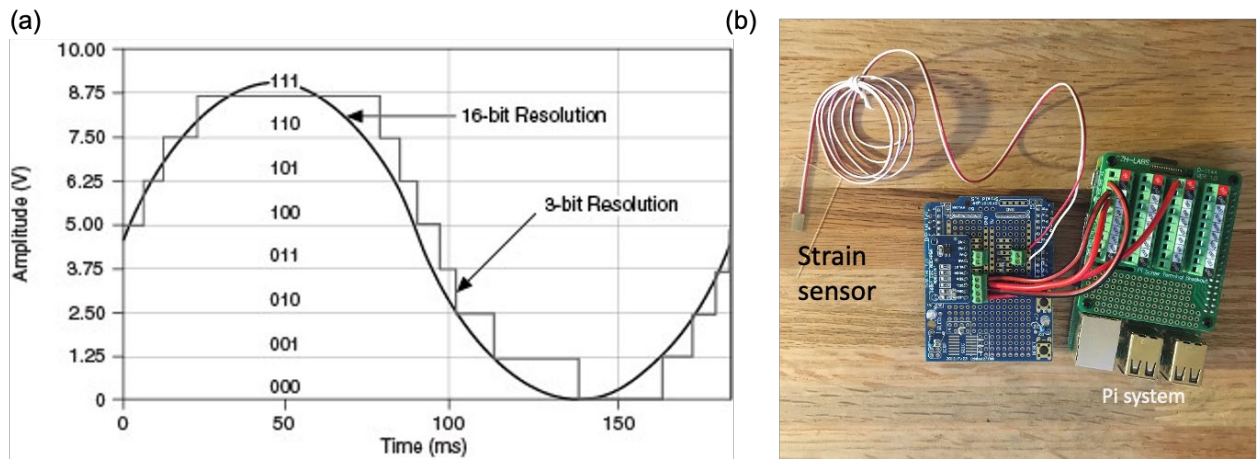 (a)
(b)
10.00
8.75
7.50
6.25
5.00
3.75
2.50
1.25
0
Amplitude (V)
111
110
101
100
011
010
001
000
16-bit Resolution
3-bit Resolution
0
50
100
150
Time (ms)
JH-LABS
Strain
sensor
Pi system